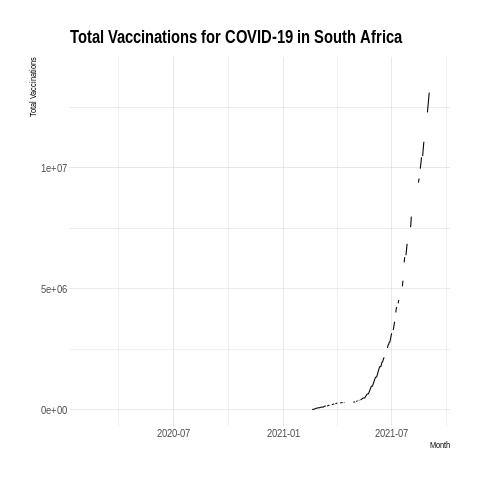 Total Vaccinations for COVID-19 in South Africa
Total Vaccinations
1e+07
5e+06
0e+00
2020-07
2021-01
2021-07
Month